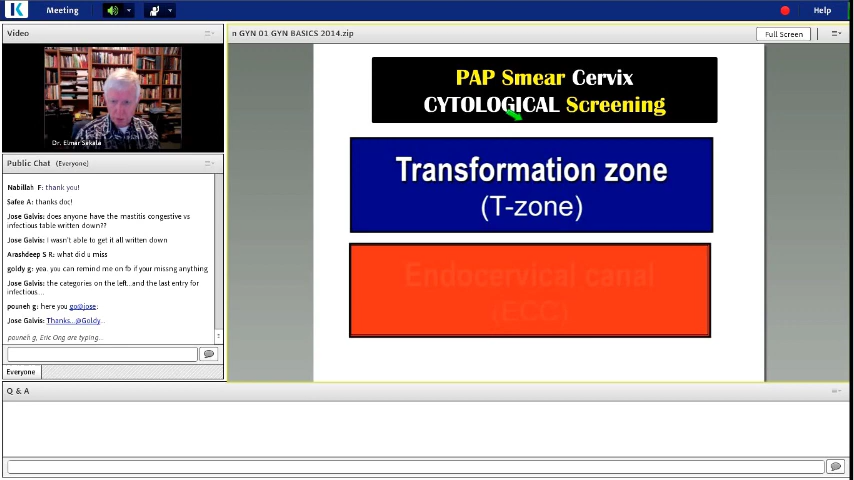 K Meeting Help
Video
Dr. Elmar Sakala
Public Chat (Everyone)
Nabillah F: thank you!
Safee A: thanks doc!
Jose Galvis: does anyone have the mastitis congestive vs
infectious table written down??
Jose Galvis: I wasn't able to get it all written down
Arashdeep S R: what did u miss
goldy g: yea. you can remind me on fb if your missng anything
Jose Galvis: the categories on the left...and the last entry for
infectious....
pouneh g: here you go@jose:
Jose Galvis: Thanks...@Goldy...
pouneh g, Eric Ong are typing...
Everyone
n GYN 01 GYN BASICS 2014.zip
Full Screen
PAP Smear Cervix
CYTOLOGICAL Screening
Transformation zone
(T-zone)
Endocervical canal
(ECC)
Q & A